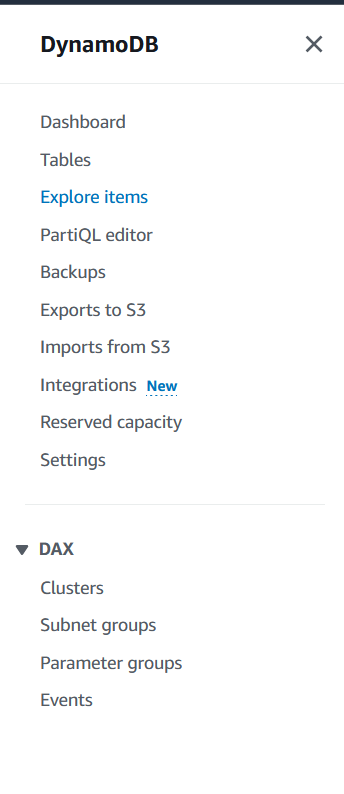 DynamoDB
Dashboard
Tables
Explore items
PartiQL editor
Backups
Exports to S3
Imports from S3
Integrations New
Reserved capacity
Settings
DAX
Clusters
Subnet groups
Parameter groups
Events